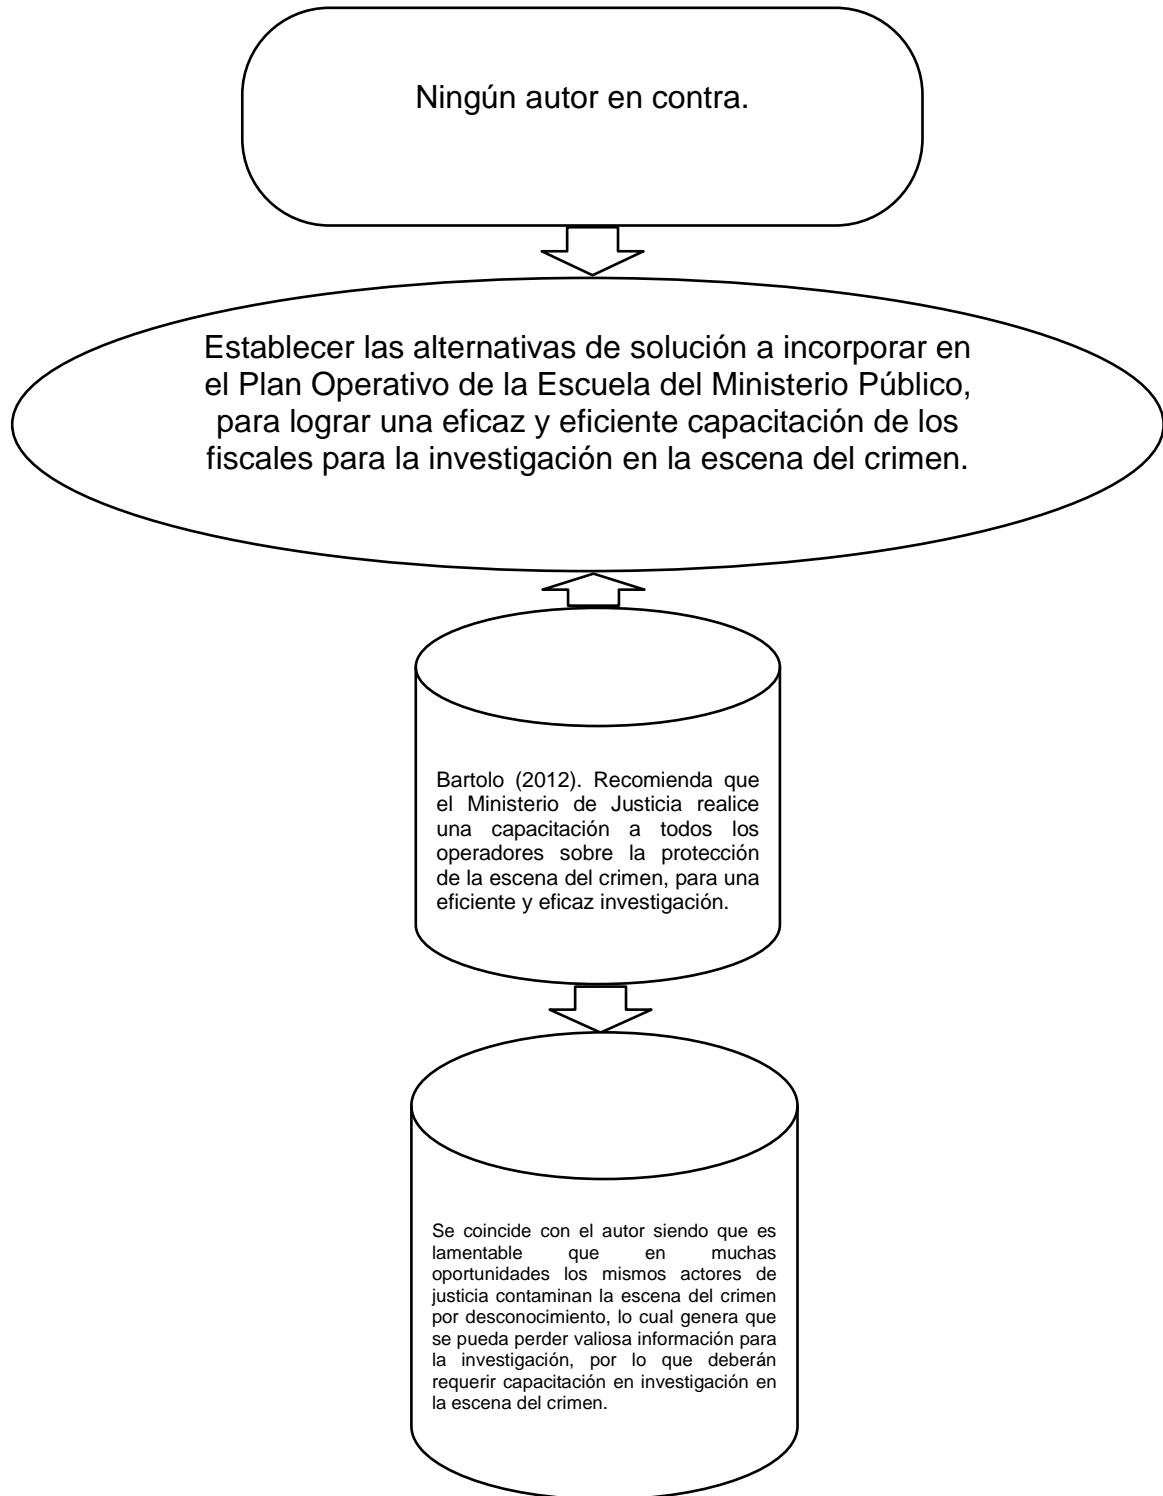 Ningún autor en contra.
Establecer las alternativas de solución a incorporar en
el Plan Operativo de la Escuela del Ministerio Público,
para lograr una eficaz y eficiente capacitación de los
fiscales para la investigación en la escena del crimen.
Bartolo (2012). Recomienda que
el Ministerio de Justicia realice
una capacitación a todos los
operadores sobre la protección
de la escena del crimen, para una
eficiente y eficaz investigación.
Se coincide con el autor siendo que es
lamentable que en muchas
oportunidades los mismos actores de
justicia contaminan la escena del crimen
por desconocimiento, lo cual genera que
se pueda perder valiosa información para
la investigación, por lo que deberán
requerir capacitación en investigación en
la escena del crimen.